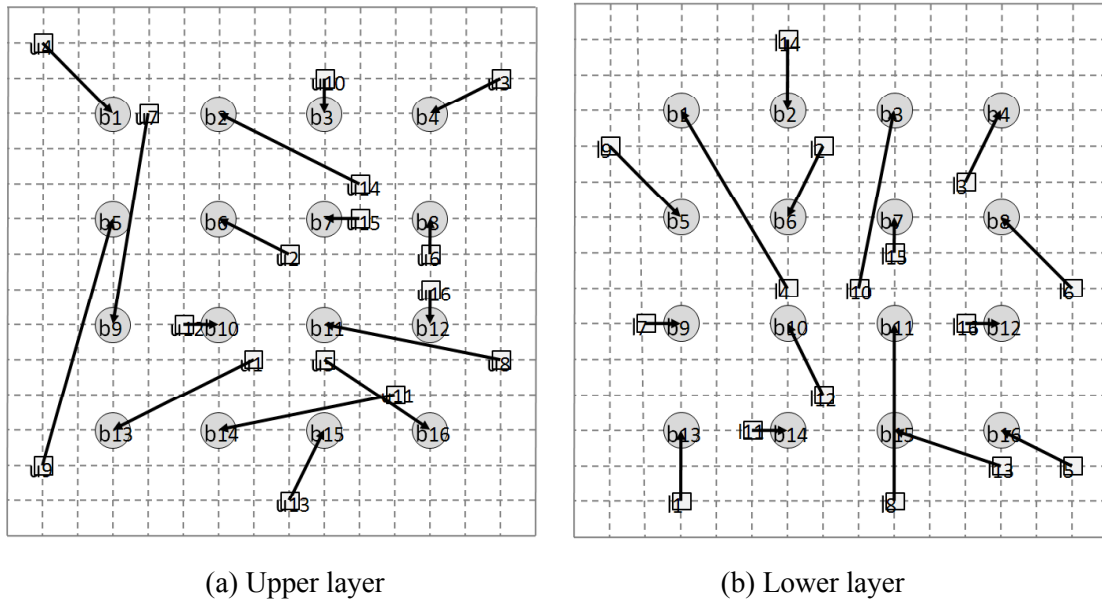 u4
u10
u3
b1
u7
b2
b3
b4
u14
b5
b6
b7
u15
b8
u2
u6
u16
b9
u12
b10
b11
b12
u1
u5
u8
u11
b13
b14
b15
b16
u9
u13
(a) Upper layer
l14
b1
b2
b3
b4
l9
l2
l3
b5
b6
b7
b8
l15
l4
l10
l6
l7
b9
b10
b11
l16
b12
l12
b13
l11
b14
b15
b16
l13
l5
l1
l8
(b) Lower layer